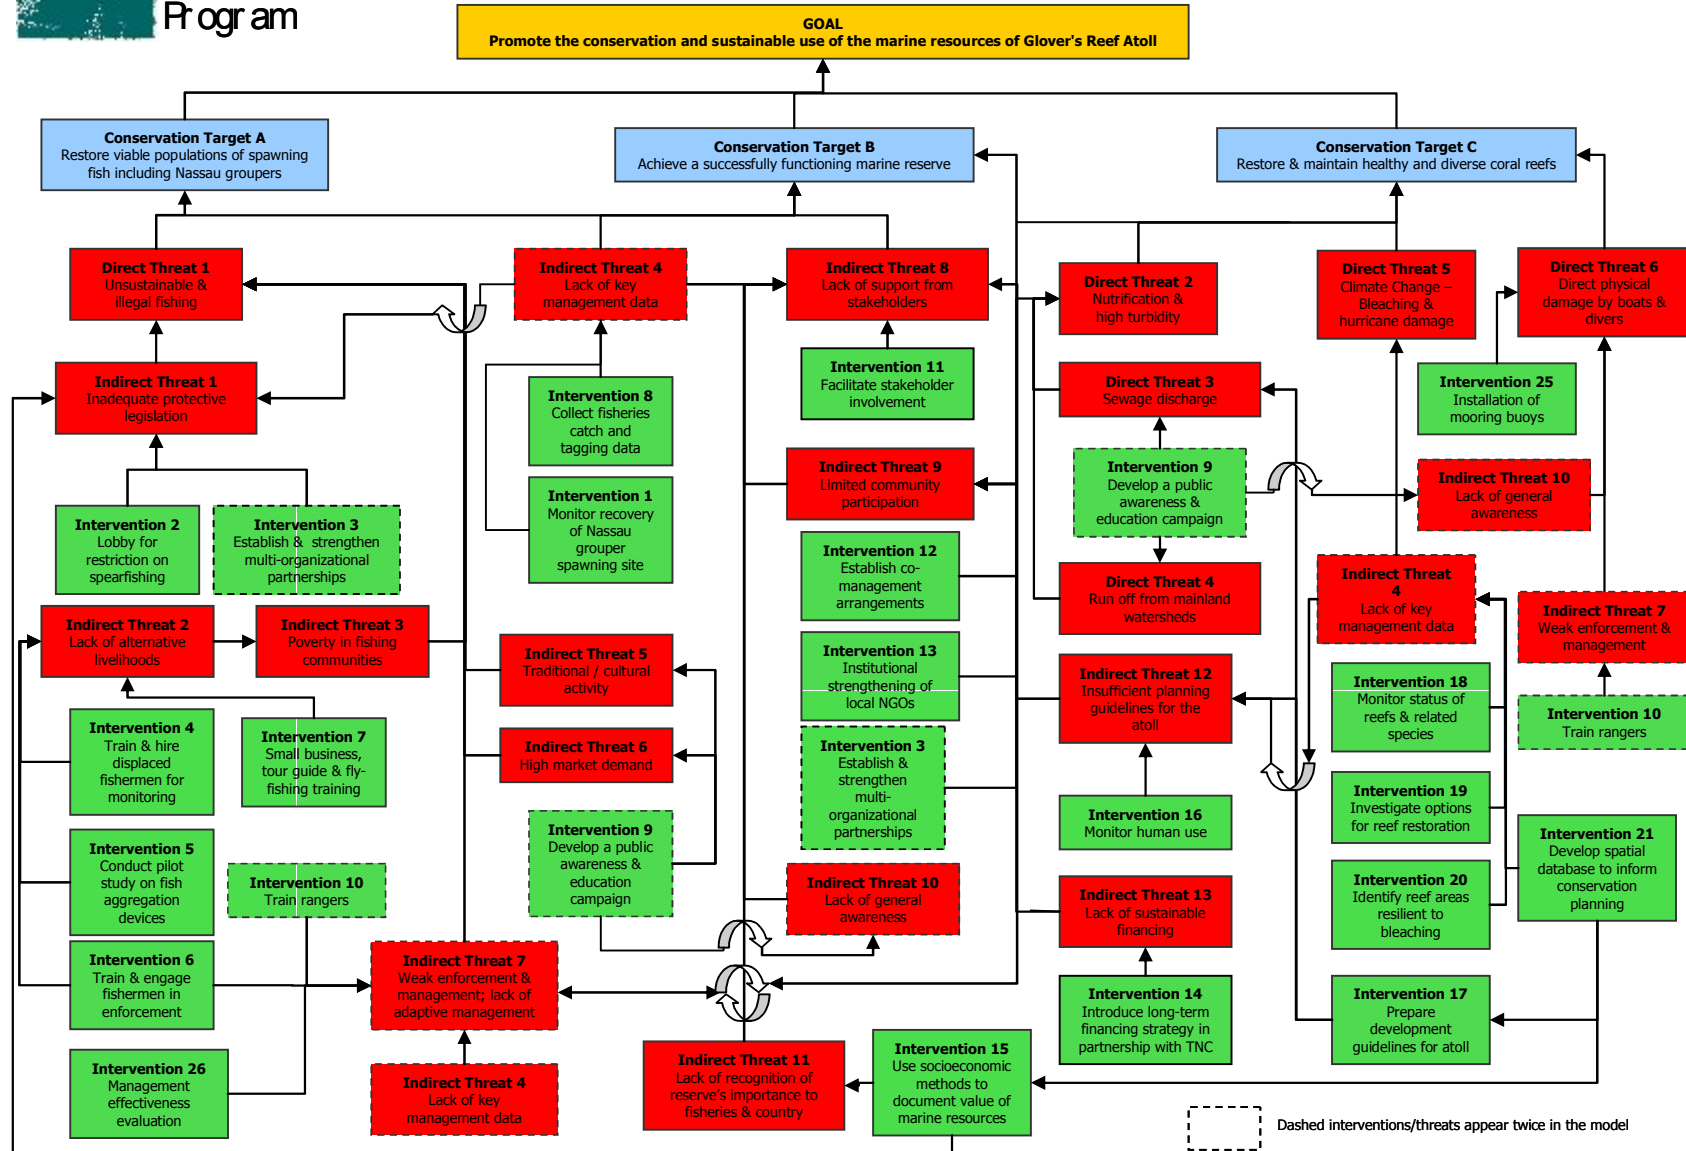 Program
GOAL
Promote the conservation and sustainable use of the marine resources of Glover's Reef Atoll
Conservation Target A
Restore viable populations of spawning
fish including Nassau groupers
Conservation Target B
Achieve a successfully functioning marine reserve
Conservation Target C
Restore & maintain healthy and diverse coral reefs
Direct Threat 1
Unsustainable &
illegal fishing
Indirect Threat 4
Lack of key
management data
Indirect Threat 8
Lack of support from
stakeholders
Direct Threat 2
Nutrification &
high turbidity
Direct Threat 5
Climate Change –
Bleaching &
hurricane damage
Direct Threat 6
Direct physical
damage by boats &
divers
Indirect Threat 1
Inadequate protective
legislation
Intervention 8
Collect fisheries
catch and
tagging data
Intervention 11
Facilitate stakeholder
involvement
Direct Threat 3
Sewage discharge
Intervention 25
Installation of
mooring buoys
Intervention 2
Lobby for
restriction on
spearfishing
Intervention 3
Establish & strengthen
multi-organizational
partnerships
Intervention 1
Monitor recovery
of Nassau
grouper
spawning site
Indirect Threat 9
Limited community
participation
Intervention 9
Develop a public
awareness &
education campaign
Indirect Threat 10
Lack of general
awareness
Intervention 12
Establish co-
management
arrangements
Direct Threat 4
Run off from mainland
watersheds
Indirect Threat
4
Lack of key
management data
Indirect Threat 7
Weak enforcement &
management
Indirect Threat 2
Lack of alternative
livelihoods
Indirect Threat 3
Poverty in fishing
communities
Indirect Threat 5
Traditional / cultural
activity
Intervention 13
Institutional
strengthening of
local NGOs
Indirect Threat 12
Insufficient planning
guidelines for the
atoll
Intervention 18
Monitor status of
reefs & related
species
Intervention 10
Train rangers
Intervention 4
Train & hire
displaced
fishermen for
monitoring
Intervention 7
Small business,
tour guide & fly-
fishing training
Indirect Threat 6
High market demand
Intervention 3
Establish &
strengthen
multi-
organizational
partnerships
Intervention 16
Monitor human use
Intervention 19
Investigate options
for reef restoration
Intervention 21
Develop spatial
database to inform
conservation
planning
Intervention 5
Conduct pilot
study on fish
aggregation
devices
Intervention 10
Train rangers
Intervention 9
Develop a public
awareness &
education
campaign
Indirect Threat 10
Lack of general
awareness
Indirect Threat 13
Lack of sustainable
financing
Intervention 20
Identify reef areas
resilient to
bleaching
Intervention 6
Train & engage
fishermen in
enforcement
Indirect Threat 7
Weak enforcement &
management; lack of
adaptive management
Intervention 14
Introduce long-term
financing strategy in
partnership with TNC
Intervention 17
Prepare
development
guidelines for atoll
Intervention 26
Management
effectiveness
evaluation
Indirect Threat 4
Lack of key
management data
Indirect Threat 11
Lack of recognition of
reserve's importance to
fisheries & country
Intervention 15
Use socioeconomic
methods to
document value of
marine resources
Dashed interventions/threats appear twice in the model